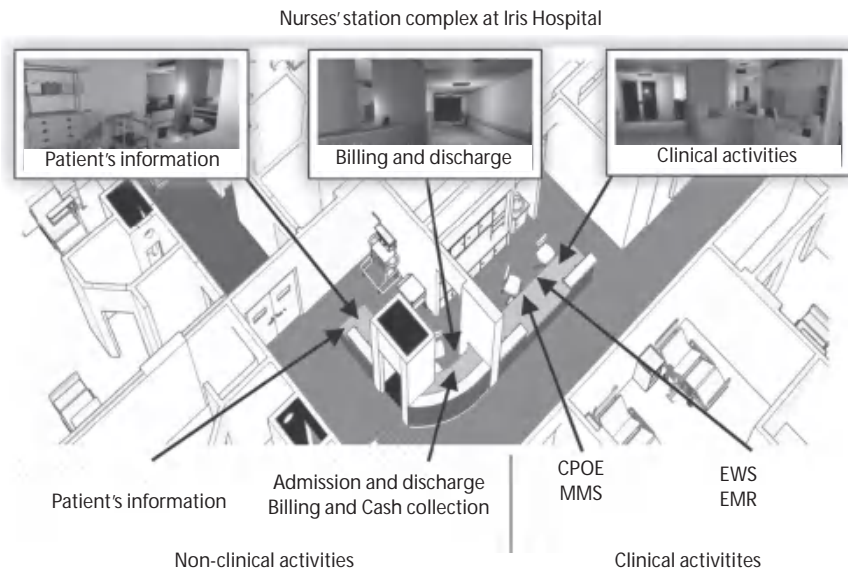 Nurses' station complex at Iris Hospital
Patient's information
Billing and discharge
Clinical activities
Patient's information
Admission and discharge
Billing and Cash collection
CPOE
MMS
EWS
EMR
Non-clinical activities
Clinical activitites